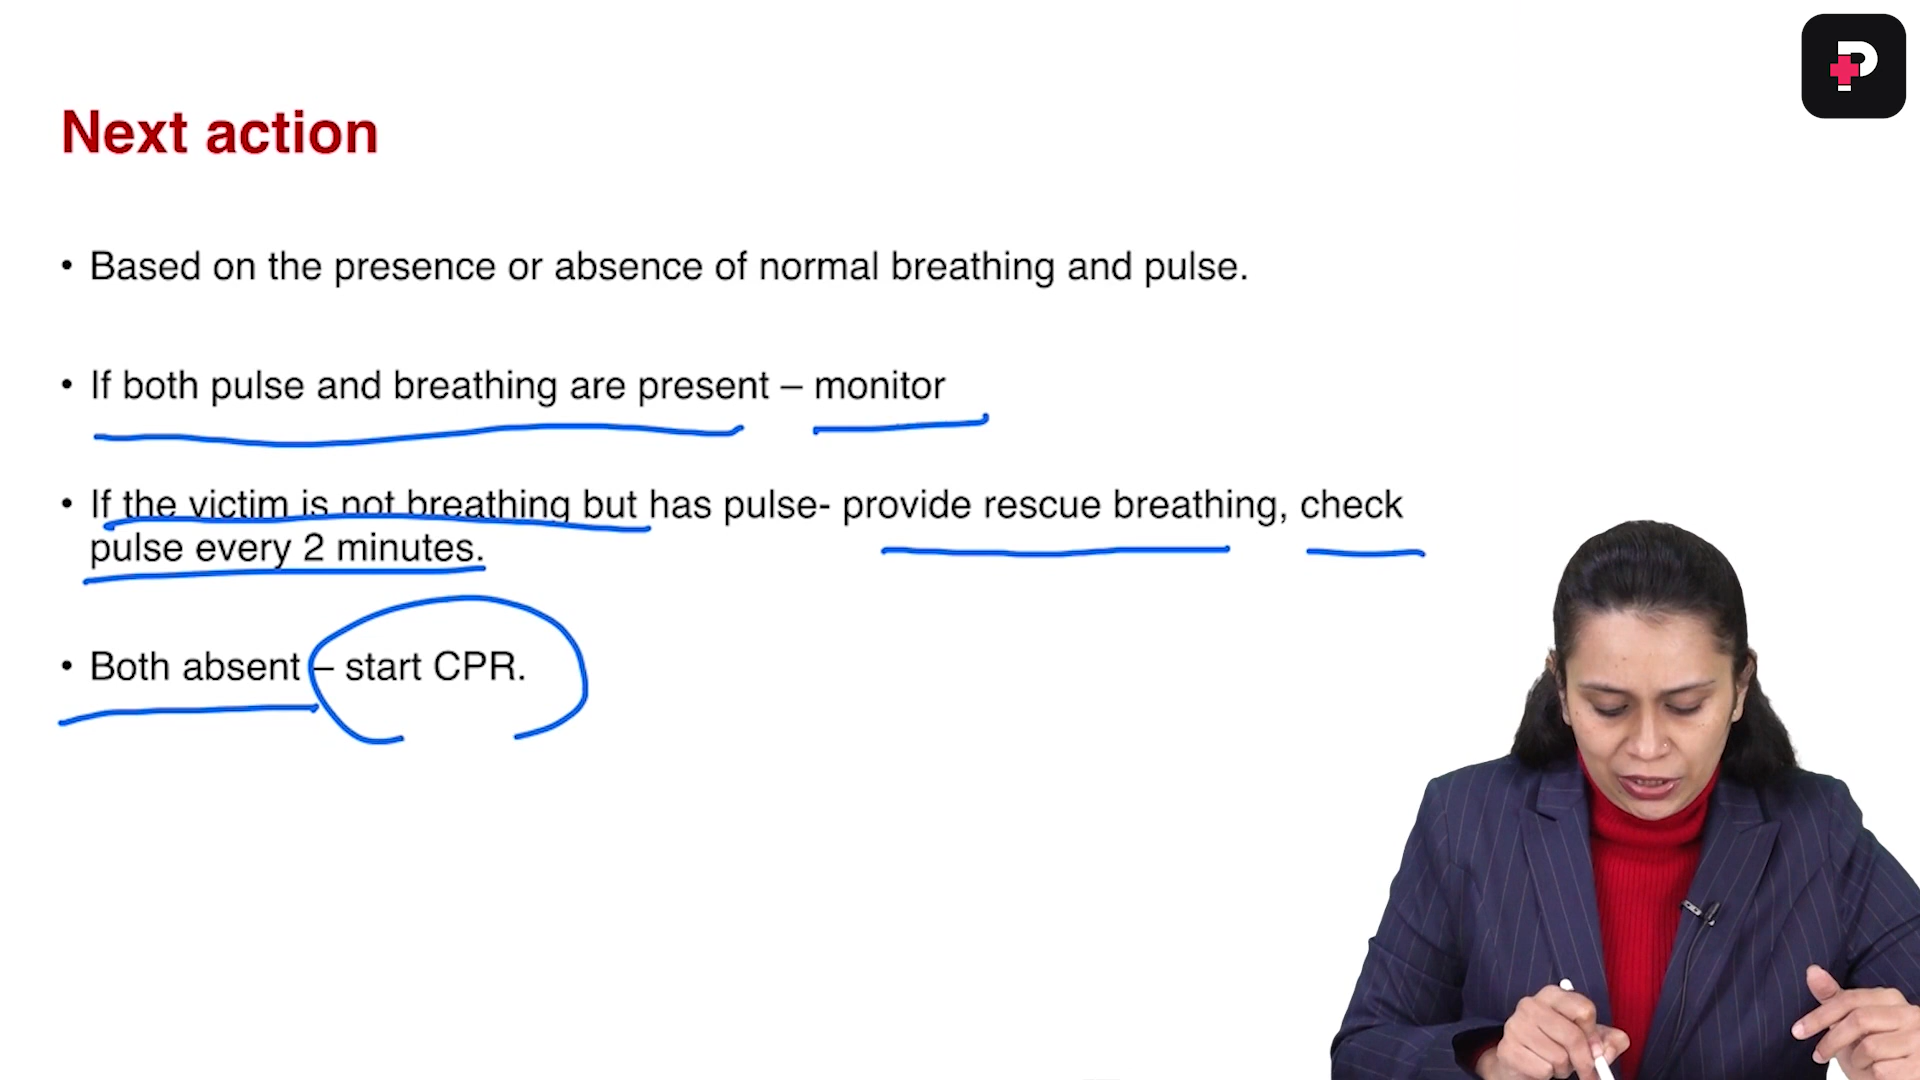 Next action
• Based on the presence or absence of normal breathing and pulse.
• If both pulse and breathing are present – monitor
• If the victim is not breathing but has pulse- provide rescue breathing, check
pulse every 2 minutes.
• Both absent – start CPR.